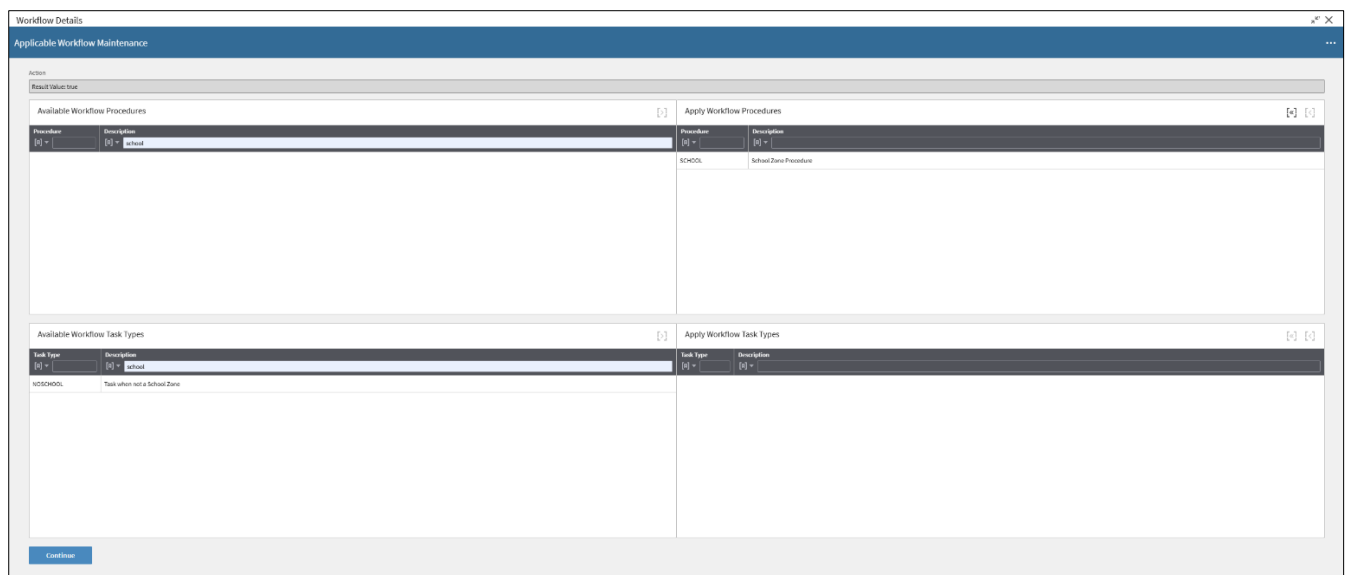 Workflow Details
Applicable Workflow Maintenance
Action
Result Value: true
Available Workflow Procedures
Apply Workflow Procedures
Procedure Description
[B] [B] school
Procedure Description
[B] [B]
SCHOOL School Zone Procedure
Available Workflow Task Types
Apply Workflow Task Types
Task Type Description
[B] [B] school
Task Type Description
[B] [B]
NOSCHOOL Task when not a School Zone
Continue